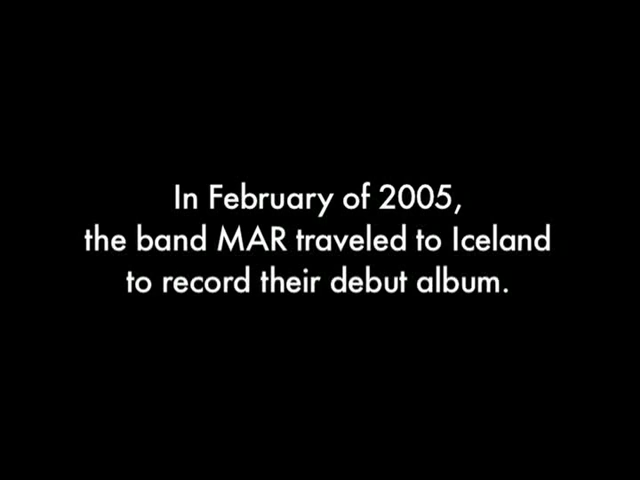 In February of 2005,
the band MAR traveled to Iceland
to record their debut album.